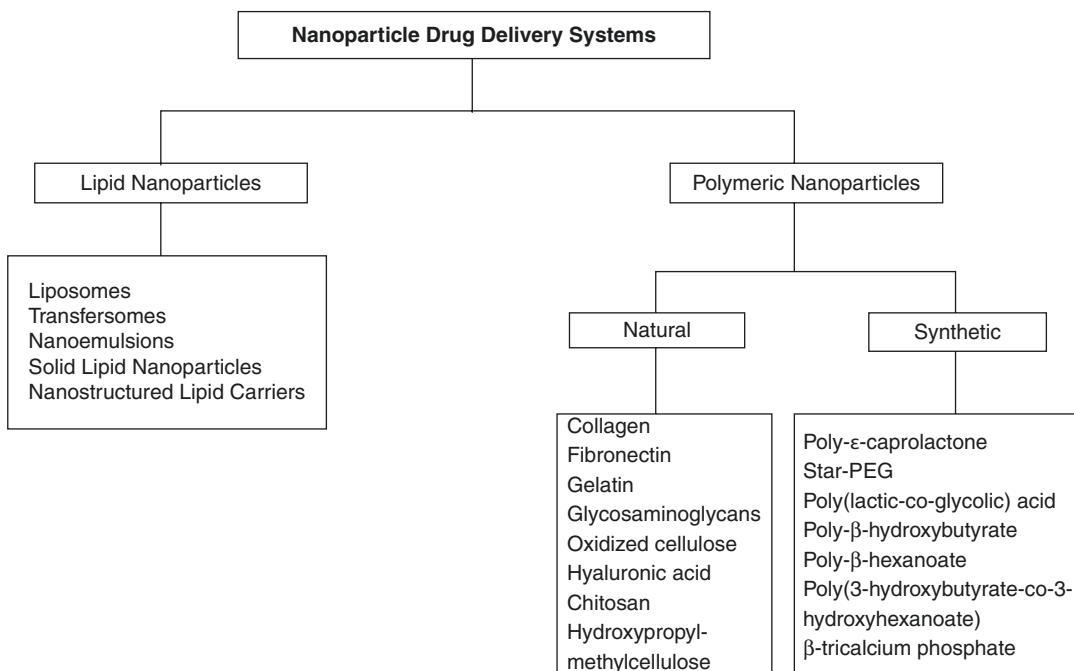 Nanoparticle Drug Delivery Systems
Lipid Nanoparticles
Polymeric Nanoparticles
Liposomes
Transfersomes
Nanoemulsions
Solid Lipid Nanoparticles
Nanostructured Lipid Carriers
Natural
Synthetic
Collagen
Fibronectin
Gelatin
Glycosaminoglycans
Oxidized cellulose
Hyaluronic acid
Chitosan
Hydroxypropyl-
methylcellulose
Poly-ε-caprolactone
Star-PEG
Poly(lactic-co-glycolic) acid
Poly-β-hydroxybutyrate
Poly-β-hexanoate
Poly(3-hydroxybutyrate-co-3-
hydroxyhexanoate)
β-tricalcium phosphate